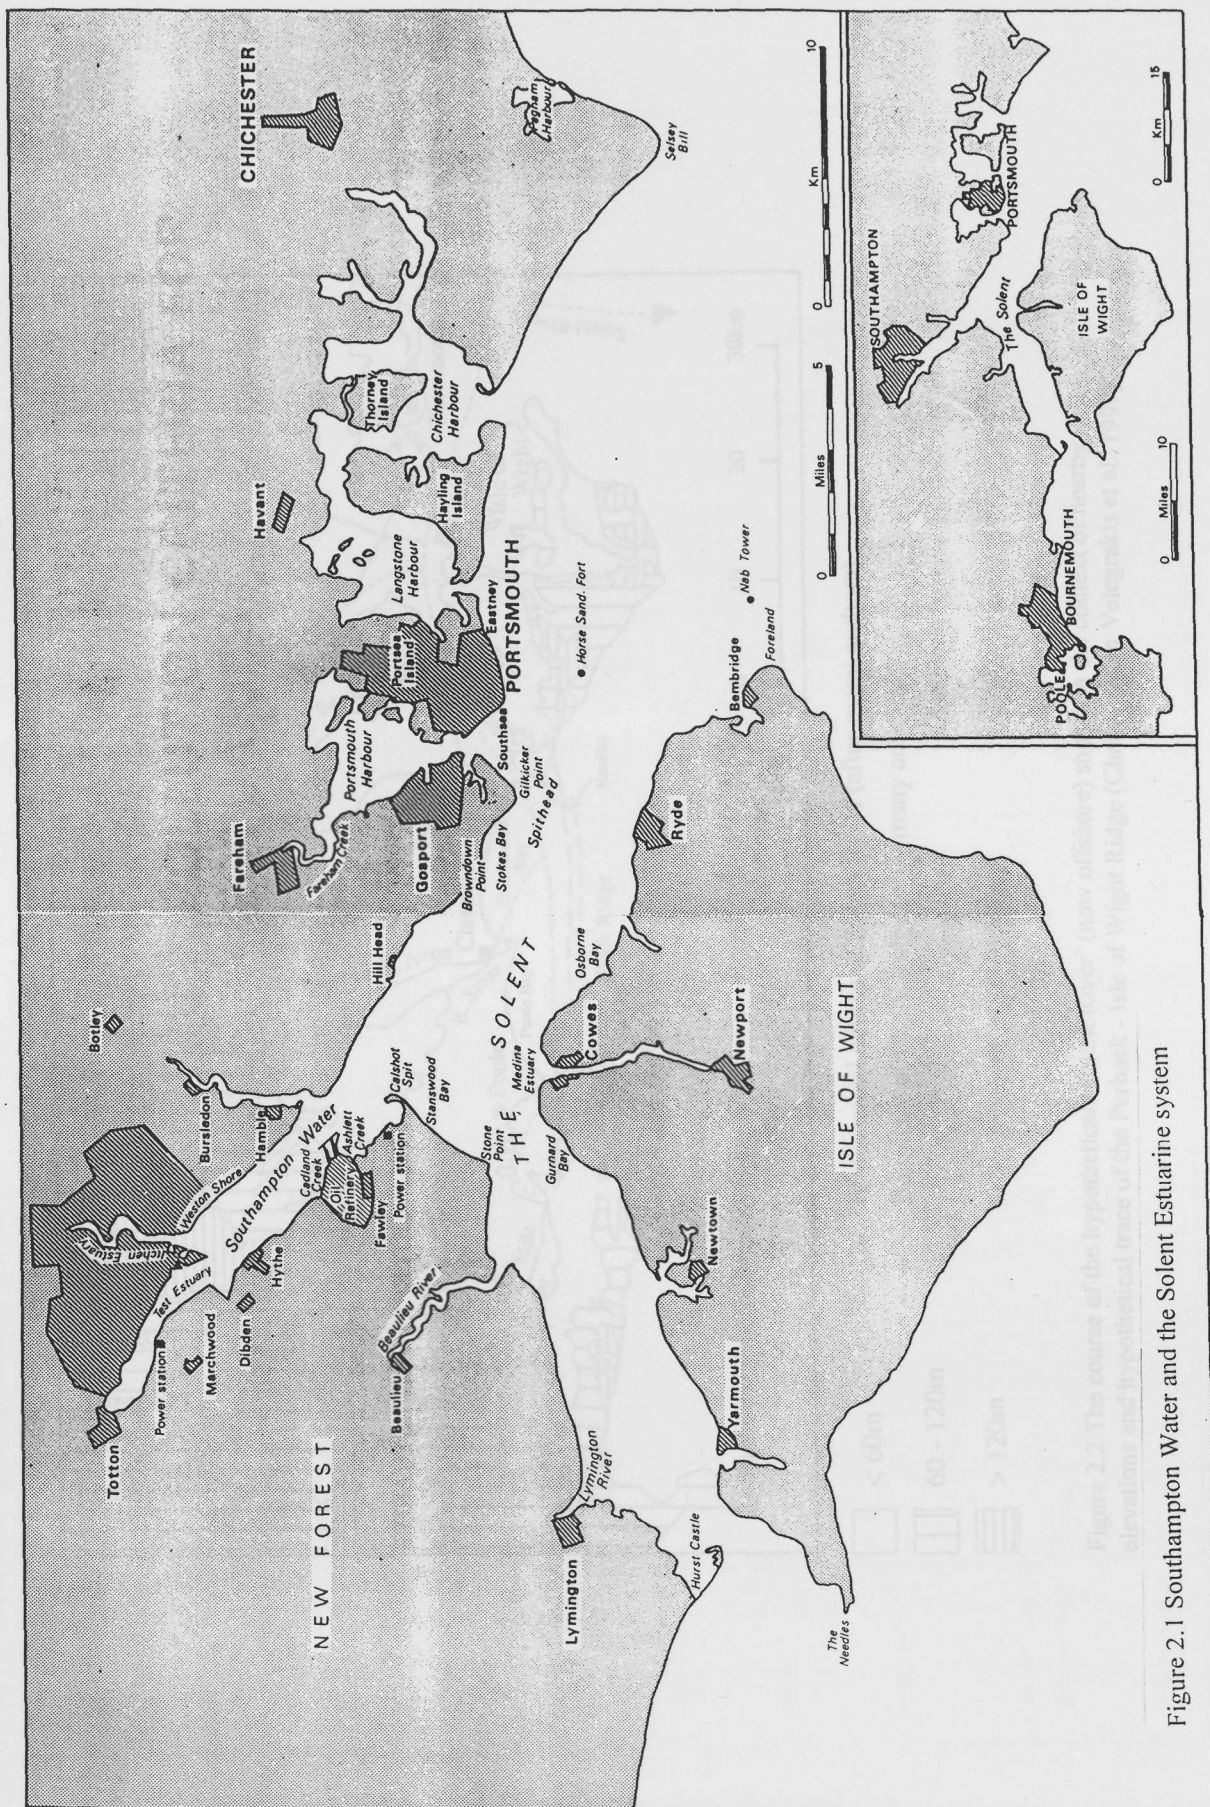 CHICHESTER
Pagham
Harbour
Selsey
Bill
Havant
Thorney
Island
Chichester
Harbour
Hayling
Island
Langstone
Harbour
Eastney
PORTSMOUTH
Portsea
Island
Horse Sand. Fort
Nab Tower
Foreland
Bembridge
Portsmouth
Harbour
Southsea
Gilkicker
Point
Spithead
Fareham
Fareham Creek
Gosport
Browndown
Point
Stokes Bay
Ryde
Hill Head
Botley
Bursledon
Hamble
Weston Shore
Southampton Water
Itchen Estuary
Test Estuary
Cadland
Creek
Ashlett
Creek
Oil
Refinery
Fawley
Power station
Calshot
Spit
Stanswood
Bay
Stone
Point
THE SOLENT
Medina
Estuary
Osborne
Bay
Cowes
Newport
Gurnard
Bay
ISLE OF WIGHT
Newtown
Yarmouth
Hythe
Dibden
Marchwood
Power station
Totton
NEW FOREST
Beaulieu River
Beaulieu
Lymington
River
Lymington
Hurst Castle
The
Needles
Miles
0 5
Km
0 10
SOUTHAMPTON
PORTSMOUTH
The Solent
ISLE OF
WIGHT
BOURNEMOUTH
POOLE
Miles
0 10
Km
0 15
Figure 2.1 Southampton Water and the Solent Estuarine system